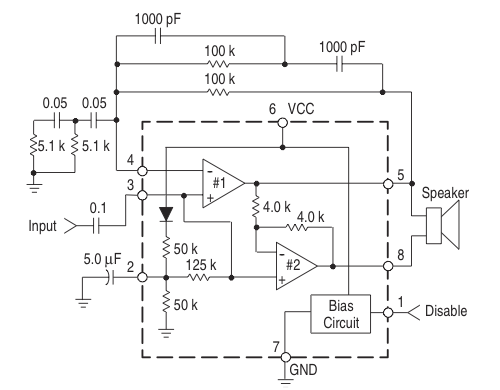 1000 pF
1000 pF
100 k
100 k
0.05 0.05
5.1 k 5.1 k
6 VCC
4
3
#1
5
Speaker
4.0 k
4.0 k
0.1
Input
50 k
5.0 µF
2
125 k
#2
8
50 k
Bias
Circuit
1
Disable
7
GND